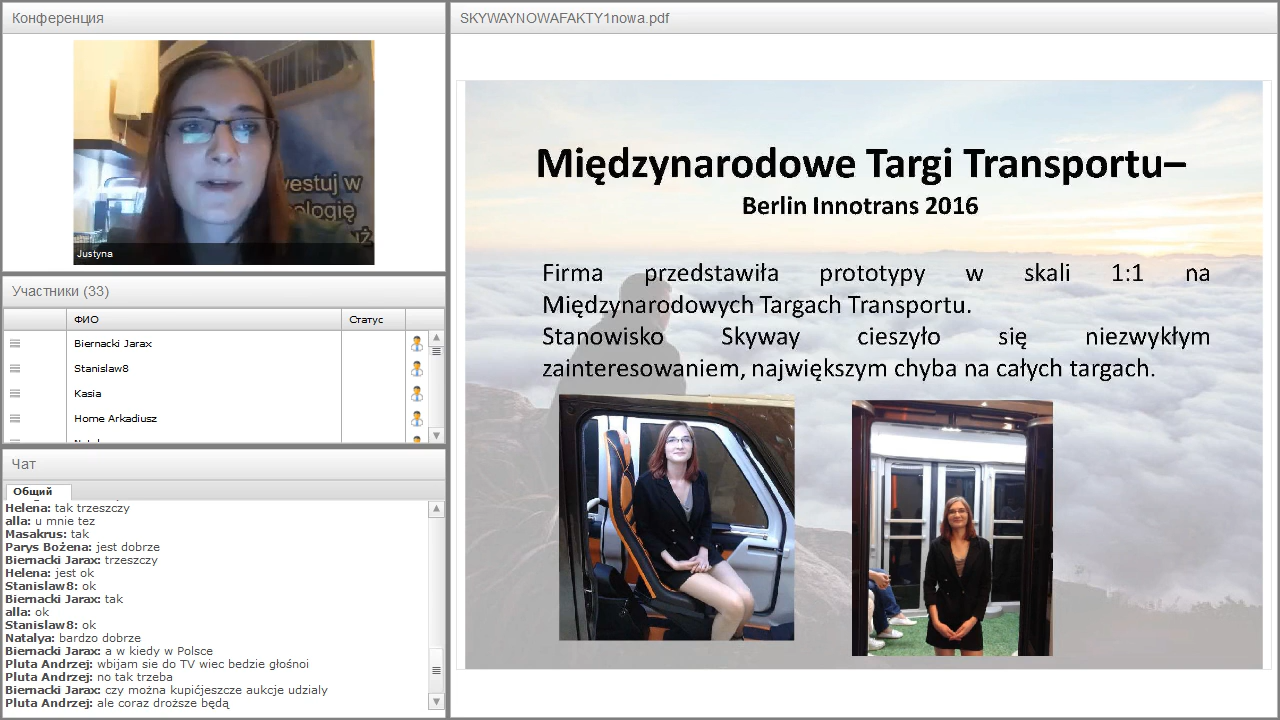 Конференция
Justyna
westuj w
ologię
Участники (33)
ФИО Статус
Biernacki Jarax
Stanislaw8
Kasia
Home Arkadiusz
Чат
Общий
Helena: tak trzeszczy
alla: u mnie tez
Masakrus: tak
Parys Bożena: jest dobrze
Biernacki Jarax: trzeszczy
Helena: jest ok
Stanislaw8: ok
Biernacki Jarax: tak
alla: ok
Stanislaw8: ok
Natalya: bardzo dobrze
Biernacki Jarax: a w kiedy w Polsce
Pluta Andrzej: wbijam sie do TV wiec bedzie głośnoi
Pluta Andrzej: no tak trzeba
Biernacki Jarax: czy można kupićjeszcze aukcje udzialy
Pluta Andrzej: ale coraz drozsze będą
SKYWAYNOWAFAKTY1nowa.pdf
Międzynarodowe Targi Transportu–
Berlin Innotrans 2016
Firma przedstawiła prototypy w skali 1:1 na
Międzynarodowych Targach Transportu.
Stanowisko Skyway cieszyło się niezwykłym
zainteresowaniem, największym chyba na całych targach.